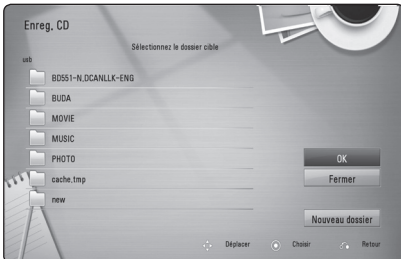 Enreg, CD
Sélectionnez le dossier cible
usb
BD551-N,DCANLLK-ENG
BUDA
MOVIE
MUSIC
PHOTO
cache,tmp
new
OK
Fermer
Nouveau dossier
Déplacer Choisir Retour